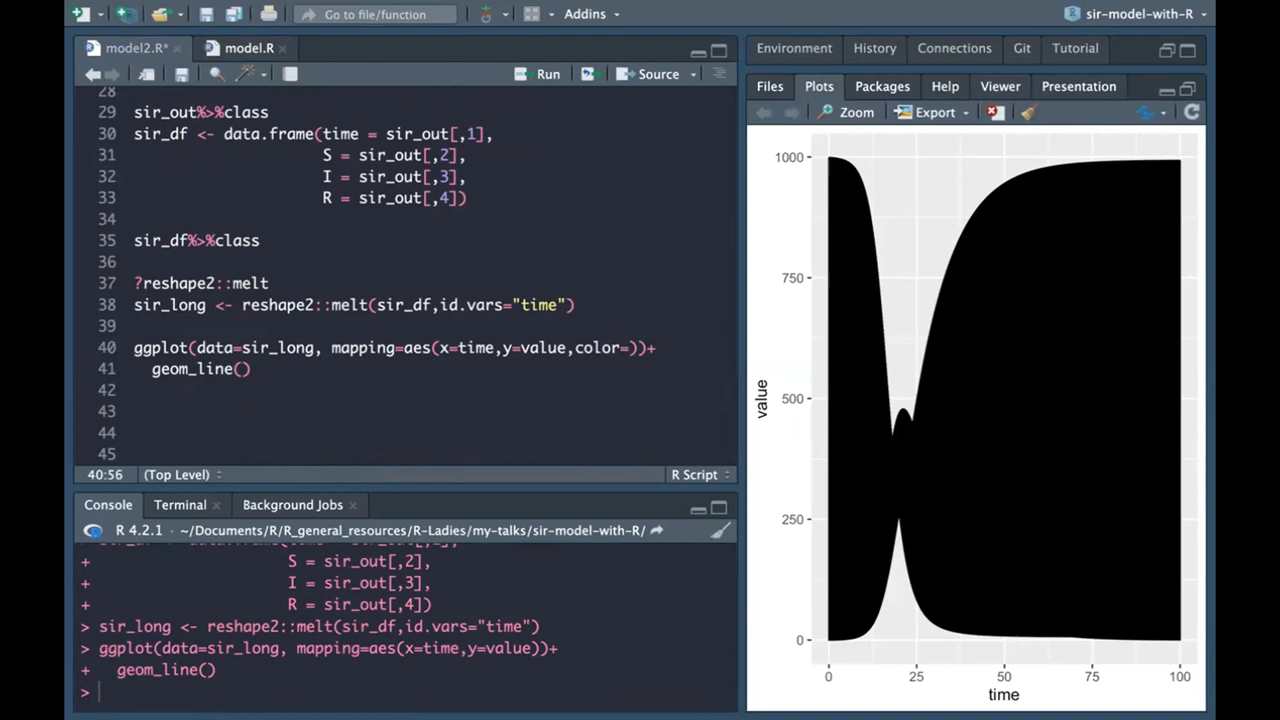 Go to file/function
Addins
sir-model-with-R
model2.R*
model.R
Run
Source
28
29 sir_out%>%class
30 sir_df <- data.frame(time = sir_out[,1],
31 S = sir_out[,2],
32 I = sir_out[,3],
33 R = sir_out[,4])
34
35 sir_df%>%class
36
37 ?reshape2::melt
38 sir_long <- reshape2::melt(sir_df,id.vars="time")
39
40 ggplot(data=sir_long, mapping=aes(x=time,y=value,color=))+
41 geom_line()
42
43
44
45
40:56 (Top Level) R Script
Console Terminal Background Jobs
R 4.2.1 · ~/Documents/R/R_general_resources/R-Ladies/my-talks/sir-model-with-R/
+ S = sir_out[,2],
+ I = sir_out[,3],
+ R = sir_out[,4])
> sir_long <- reshape2::melt(sir_df,id.vars="time")
> ggplot(data=sir_long, mapping=aes(x=time,y=value))+
+ geom_line()
>
Environment History Connections Git Tutorial
Files Plots Packages Help Viewer Presentation
Zoom Export
1000
750
500
250
0
value
0 25 50 75 100
time